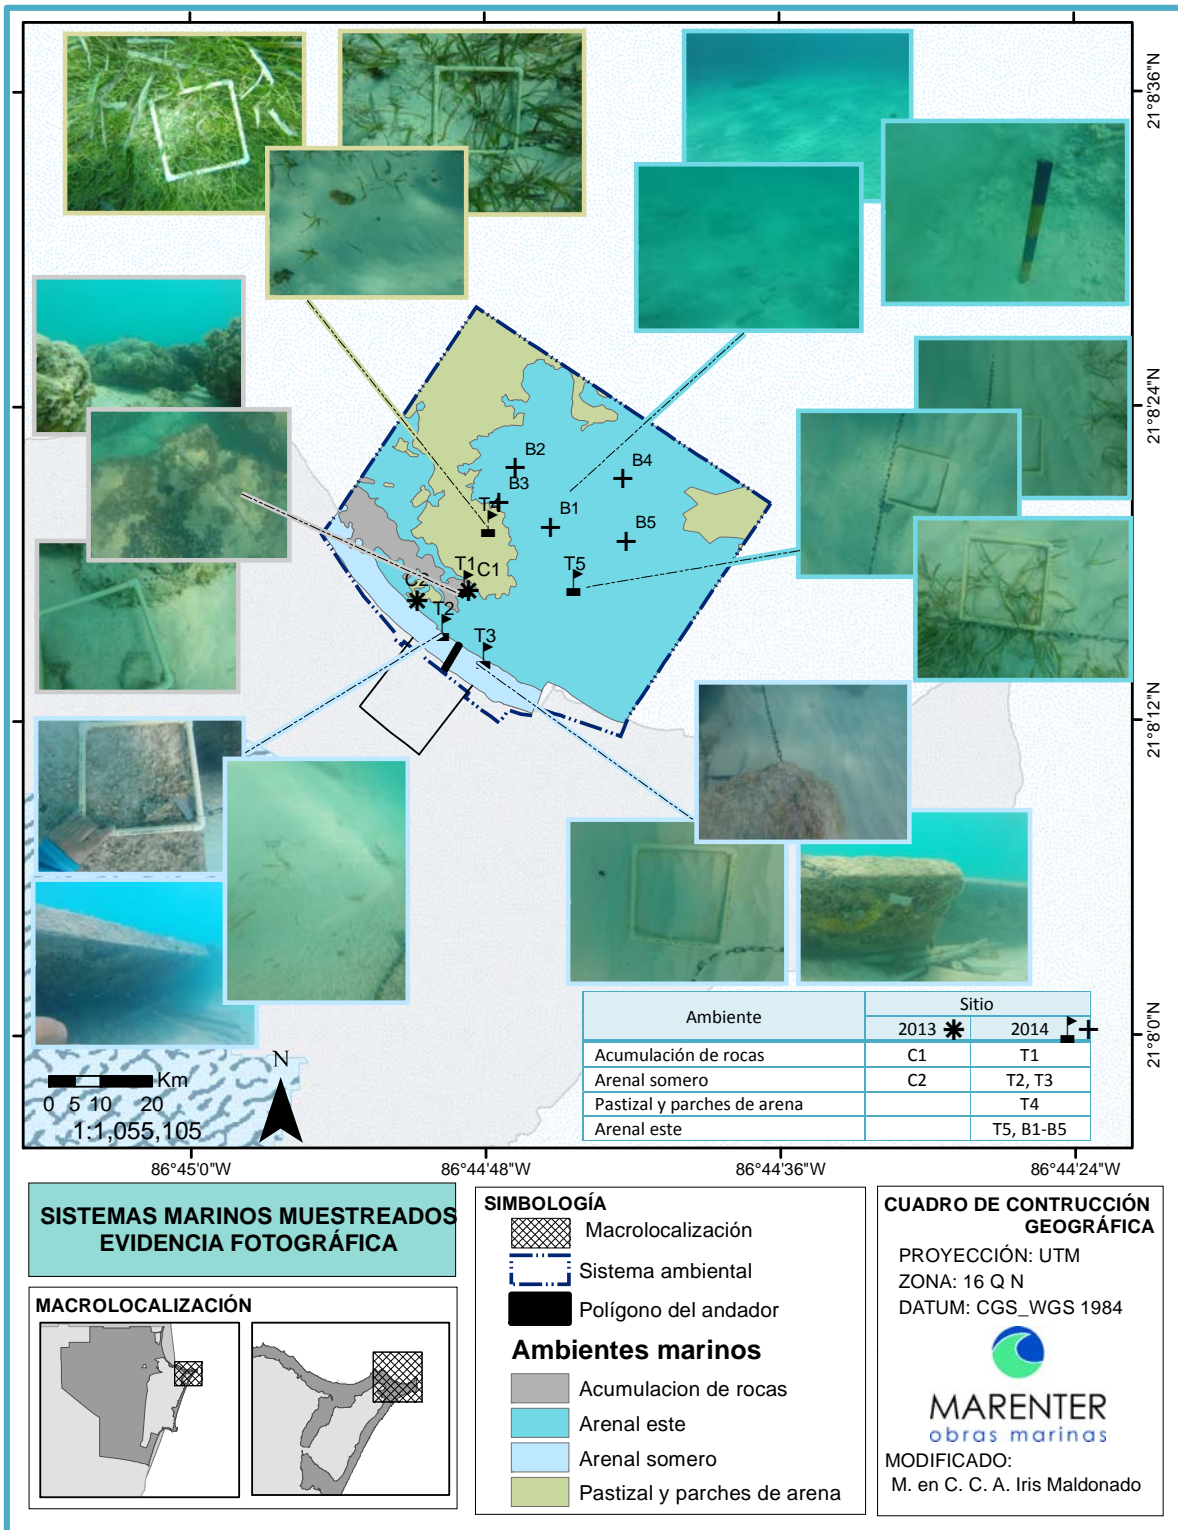 21°8'36"N
21°8'24"N
21°8'12"N
21°8'0"N
B2
B4
B3
T4
B1
B5
T1
C1
T5
C2
T2
T3
Ambiente
Sitio
2013
2014
Acumulación de rocas C1 T1
Arenal somero C2 T2, T3
Pastizal y parches de arena T4
Arenal este T5, B1-B5
N
Km
0 5 10 20
1:1,055,105
86°45'0"W
86°44'48"W
86°44'36"W
86°44'24"W
SISTEMAS MARINOS MUESTREADOS
EVIDENCIA FOTOGRÁFICA
MACROLOCALIZACIÓN
SIMBOLOGÍA
Macrolocalización
Sistema ambiental
Polígono del andador
Ambientes marinos
Acumulacion de rocas
Arenal este
Arenal somero
Pastizal y parches de arena
CUADRO DE CONTRUCCIÓN
GEOGRÁFICA
PROYECCIÓN: UTM
ZONA: 16 Q N
DATUM: CGS_WGS 1984
MARENTER
obras marinas
MODIFICADO:
M. en C. C. A. Iris Maldonado